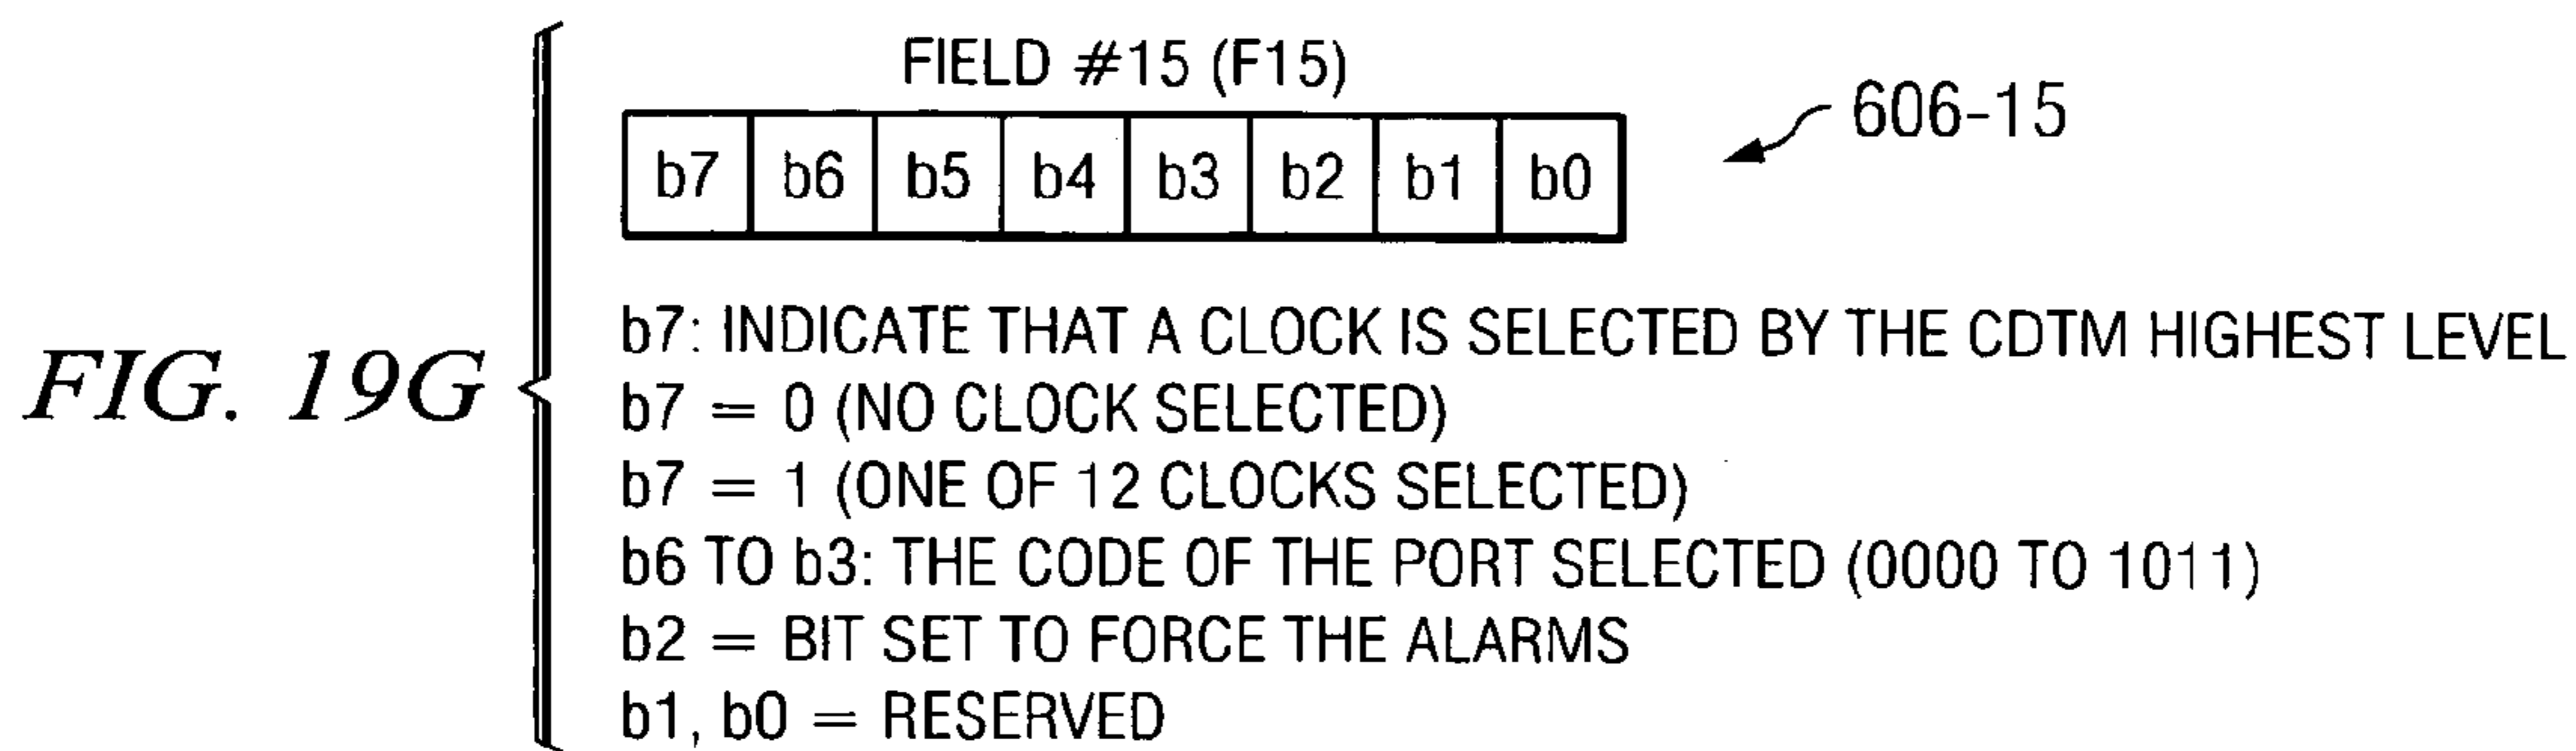 FIELD #15 (F15)
606-15
b7 b6 b5 b4 b3 b2 b1 b0
b7: INDICATE THAT A CLOCK IS SELECTED BY THE CDTM HIGHEST LEVEL
FIG. 19G
b7 = 0 (NO CLOCK SELECTED)
b7 = 1 (ONE OF 12 CLOCKS SELECTED)
b6 TO b3: THE CODE OF THE PORT SELECTED (0000 TO 1011)
b2 = BIT SET TO FORCE THE ALARMS
b1, b0 = RESERVED